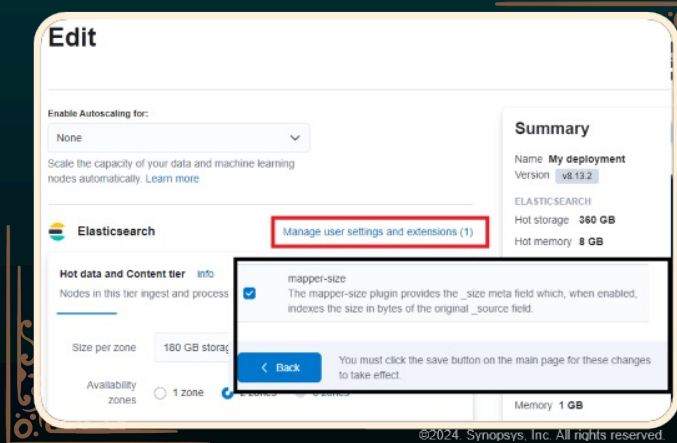 Edit
Enable Autoscaling for:
None
Scale the capacity of your data and machine learning
nodes automatically. Learn more
Elasticsearch
Manage user settings and extensions (1)
Hot data and Content tier Info
Nodes in this tier ingest and process
Size per zone 180 GB
Availability
zones
1 zone
mapper-size
The mapper-size plugin provides the _size meta field which, when enabled,
indexes the size in bytes of the original _source field.
Back
You must click the save button on the main page for these changes
to take effect.
Summary
Name My deployment
Version v8.13.2
ELASTICSEARCH
Hot storage 360 GB
Hot memory 8 GB
Memory 1 GB
©2024. Synopsys, Inc. All rights reserved.